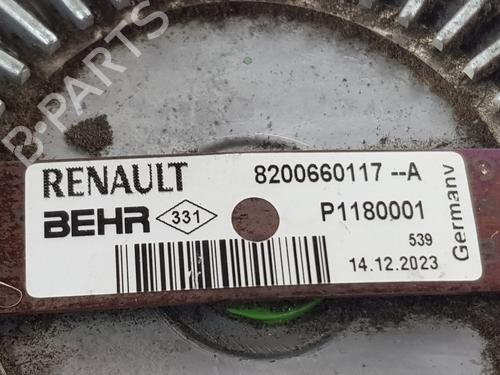 B-PARTS
RENAULT 8200660117 --A
BEHR 331 P1180001
539
14.12.2023
Germany